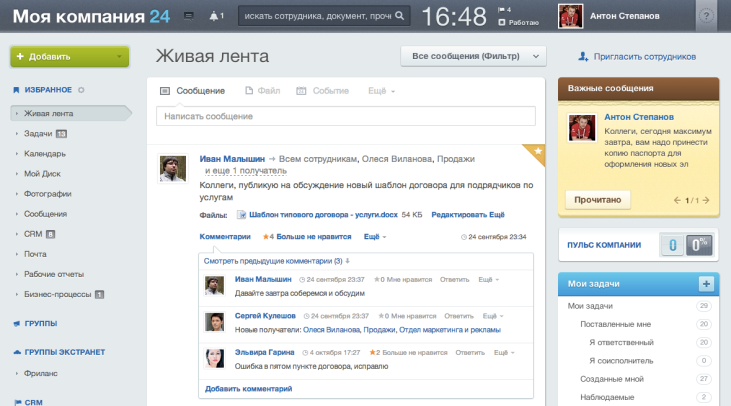 Моя компания 24
1
искать сотрудника, документ, проч
16:48
4
Работаю
Антон Степанов
?
Добавить
Живая лента
Все сообщения (Фильтр)
Пригласить сотрудников
ИЗБРАННОЕ
Живая лента
Задачи 13
Календарь
Мой Диск
Фотографии
Сообщения
CRM 8
Почта
Рабочие отчеты
Бизнес-процессы 1
ГРУППЫ
ГРУППЫ ЭКСТРАНЕТ
Фриланс
CRM
Сообщение Файл Событие Ещё
Написать сообщение
Иван Малышин → Всем сотрудникам, Олеся Виланова, Продажи
и еще 1 получатель
Коллеги, публикую на обсуждение новый шаблон договора для подрядчиков по
услугам
Файлы: Шаблон типового договора - услуги.docx 54 КБ Редактировать Ещё
Комментарии 4 Больше не нравится Ещё 24 сентября 23:34
Смотреть предыдущие комментарии (3)
Иван Малышин 24 сентября 23:37 0 Мне нравится Ответить Ещё
Давайте завтра соберемся и обсудим
Сергей Кулешов 24 сентября 23:37 0 Мне нравится Ответить Ещё
Новые получатели: Олеся Виланова, Продажи, Отдел маркетинга и рекламы
Эльвира Гарина 4 октября 17:27 2 Больше не нравится Ответить Ещё
Ошибка в пятом пункте договора, исправлю
Добавить комментарий
Важные сообщения
Антон Степанов
Коллеги, сегодня максимум
завтра, вам надо принести
копию паспорта для
оформления новых эл
Прочитано
← 1 / 1 →
ПУЛЬС КОМПАНИИ
0 0%
Мои задачи +
Мои задачи 29
Поставленные мне 20
Я ответственный 20
Я соисполнитель 0
Созданные мной 27
Наблюдаемые 2